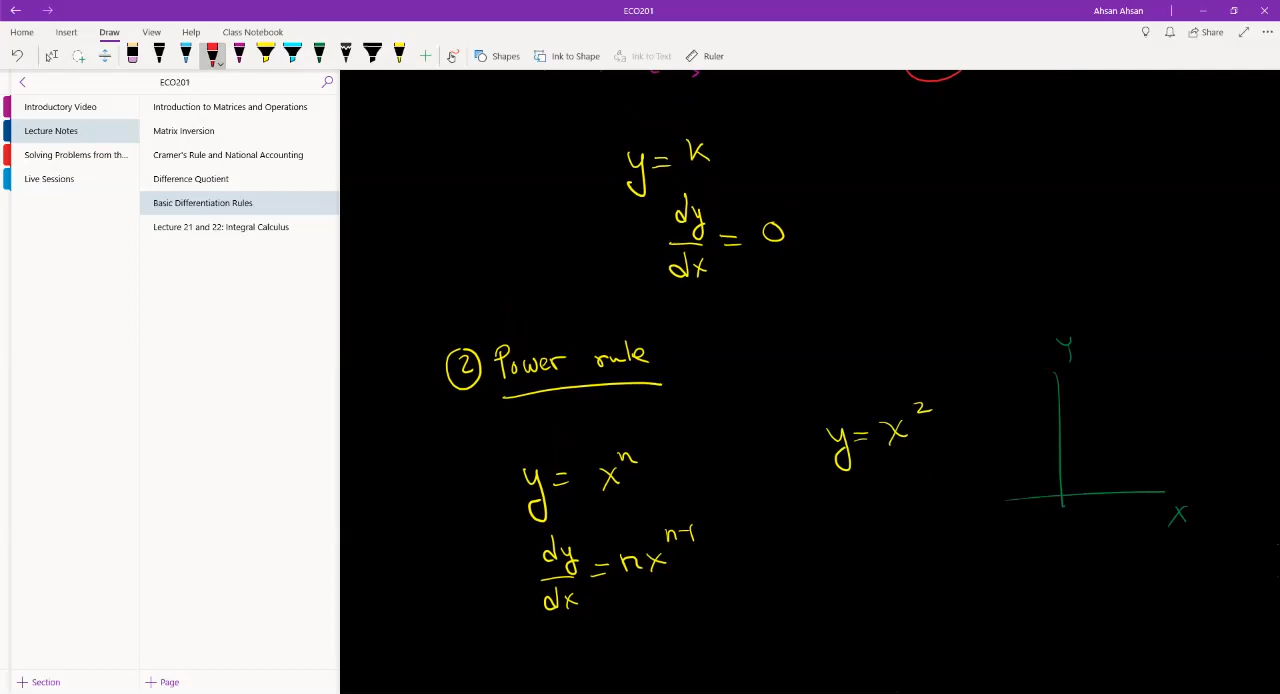 ECO201
Ahsan Ahsan
Home Insert Draw View Help Class Notebook
Share
Shapes Ink to Shape Ink to Text Ruler
ECO201
Introductory Video
Lecture Notes
Solving Problems from th...
Live Sessions
Introduction to Matrices and Operations
Matrix Inversion
Cramer's Rule and National Accounting
Difference Quotient
Basic Differentiation Rules
Lecture 21 and 22: Integral Calculus
+ Section
+ Page
y = k
dy/dx = 0
② Power rule
y = xⁿ
dy/dx = nxⁿ⁻¹
y = x²
Y
X